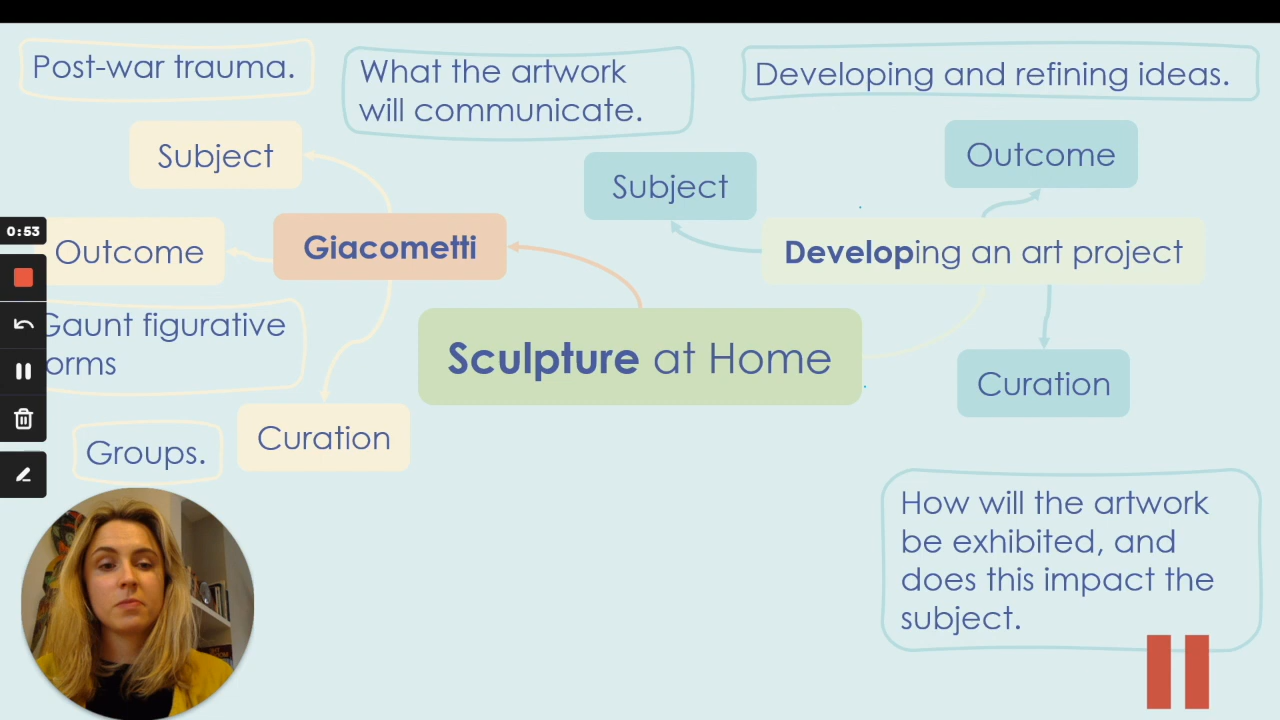 Post-war trauma.
What the artwork
will communicate.
Developing and refining ideas.
Subject
Subject
Outcome
0:53
Outcome
Giacometti
Developing an art project
Gaunt figurative
orms
Sculpture at Home
Curation
Curation
Groups.
How will the artwork
be exhibited, and
does this impact the
subject.